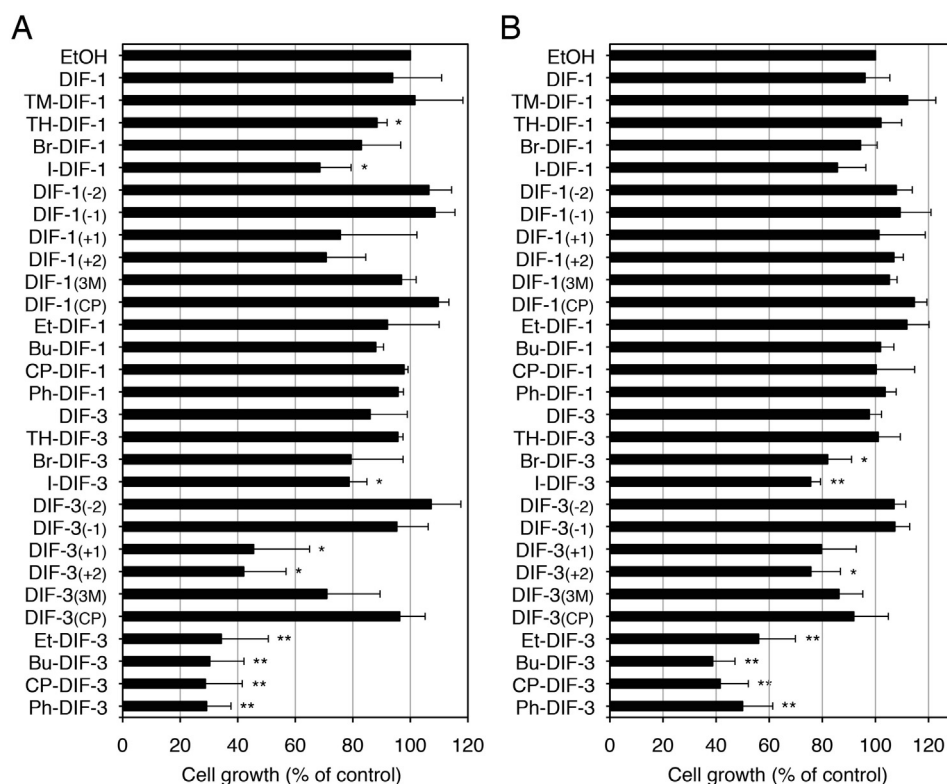 A
EtOH
DIF-1
TM-DIF-1
TH-DIF-1 *
Br-DIF-1
I-DIF-1 *
DIF-1(-2)
DIF-1(-1)
DIF-1(+1)
DIF-1(+2)
DIF-1(3M)
DIF-1(CP)
Et-DIF-1
Bu-DIF-1
CP-DIF-1
Ph-DIF-1
DIF-3
TH-DIF-3
Br-DIF-3
I-DIF-3 *
DIF-3(-2)
DIF-3(-1)
DIF-3(+1) *
DIF-3(+2) *
DIF-3(3M)
DIF-3(CP)
Et-DIF-3 **
Bu-DIF-3 **
CP-DIF-3 **
Ph-DIF-3 **
0 20 40 60 80 100 120
Cell growth (% of control)
B
EtOH
DIF-1
TM-DIF-1
TH-DIF-1
Br-DIF-1
I-DIF-1
DIF-1(-2)
DIF-1(-1)
DIF-1(+1)
DIF-1(+2)
DIF-1(3M)
DIF-1(CP)
Et-DIF-1
Bu-DIF-1
CP-DIF-1
Ph-DIF-1
DIF-3
TH-DIF-3
Br-DIF-3 *
I-DIF-3 **
DIF-3(-2)
DIF-3(-1)
DIF-3(+1)
DIF-3(+2) *
DIF-3(3M)
DIF-3(CP)
Et-DIF-3 **
Bu-DIF-3 **
CP-DIF-3 **
Ph-DIF-3 **
0 20 40 60 80 100 120
Cell growth (% of control)